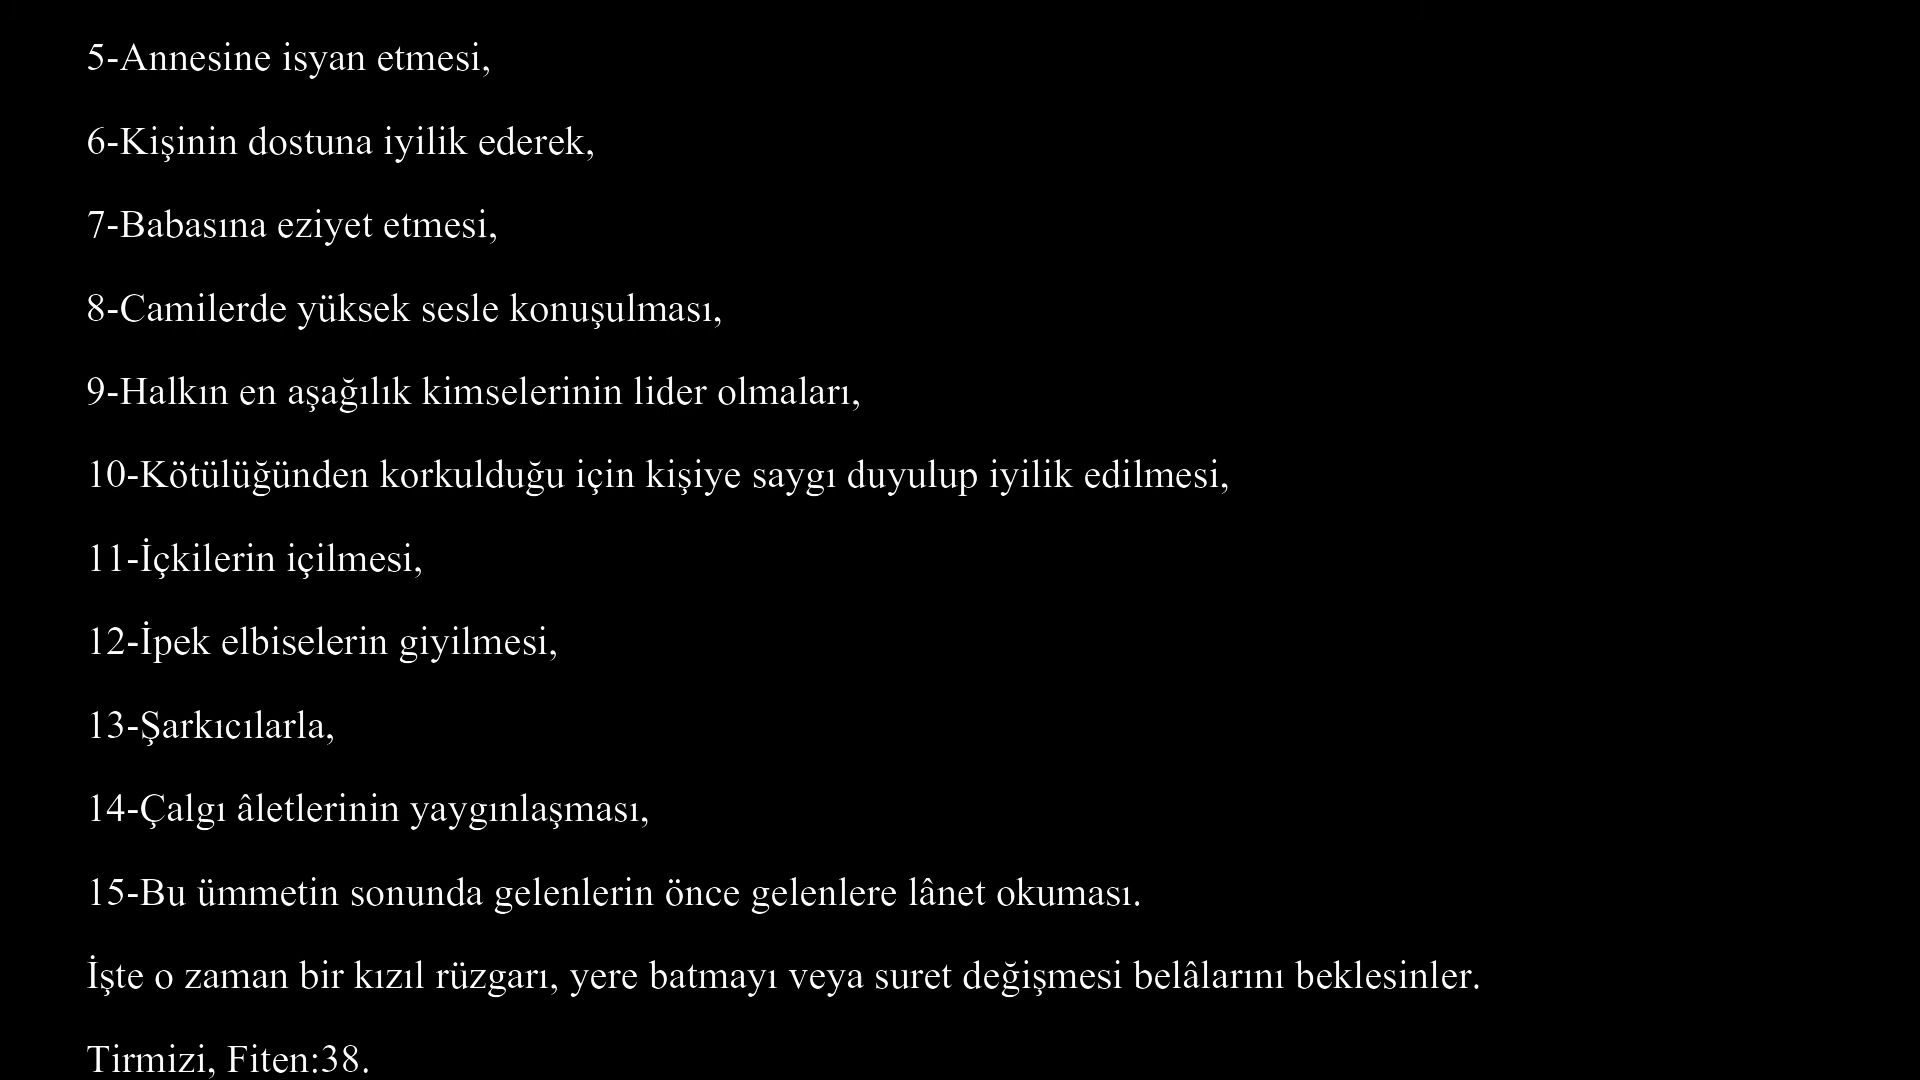 5-Annesine isyan etmesi,
6-Kişinin dostuna iyilik ederek,
7-Babasına eziyet etmesi,
8-Camilerde yüksek sesle konuşulması,
9-Halkın en aşağılık kimselerinin lider olmaları,
10-Kötülüğünden korkulduğu için kişiye saygı duyulup iyilik edilmesi,
11-İçkilerin içilmesi,
12-İpek elbiselerin giyilmesi,
13-Şarkıcılarla,
14-Çalgı âletlerinin yaygınlaşması,
15-Bu ümmetin sonunda gelenlerin önce gelenlere lânet okuması.
İşte o zaman bir kızıl rüzgarı, yere batmayı veya suret değişmesi belâlarını beklesinler.
Tirmizi, Fiten:38.